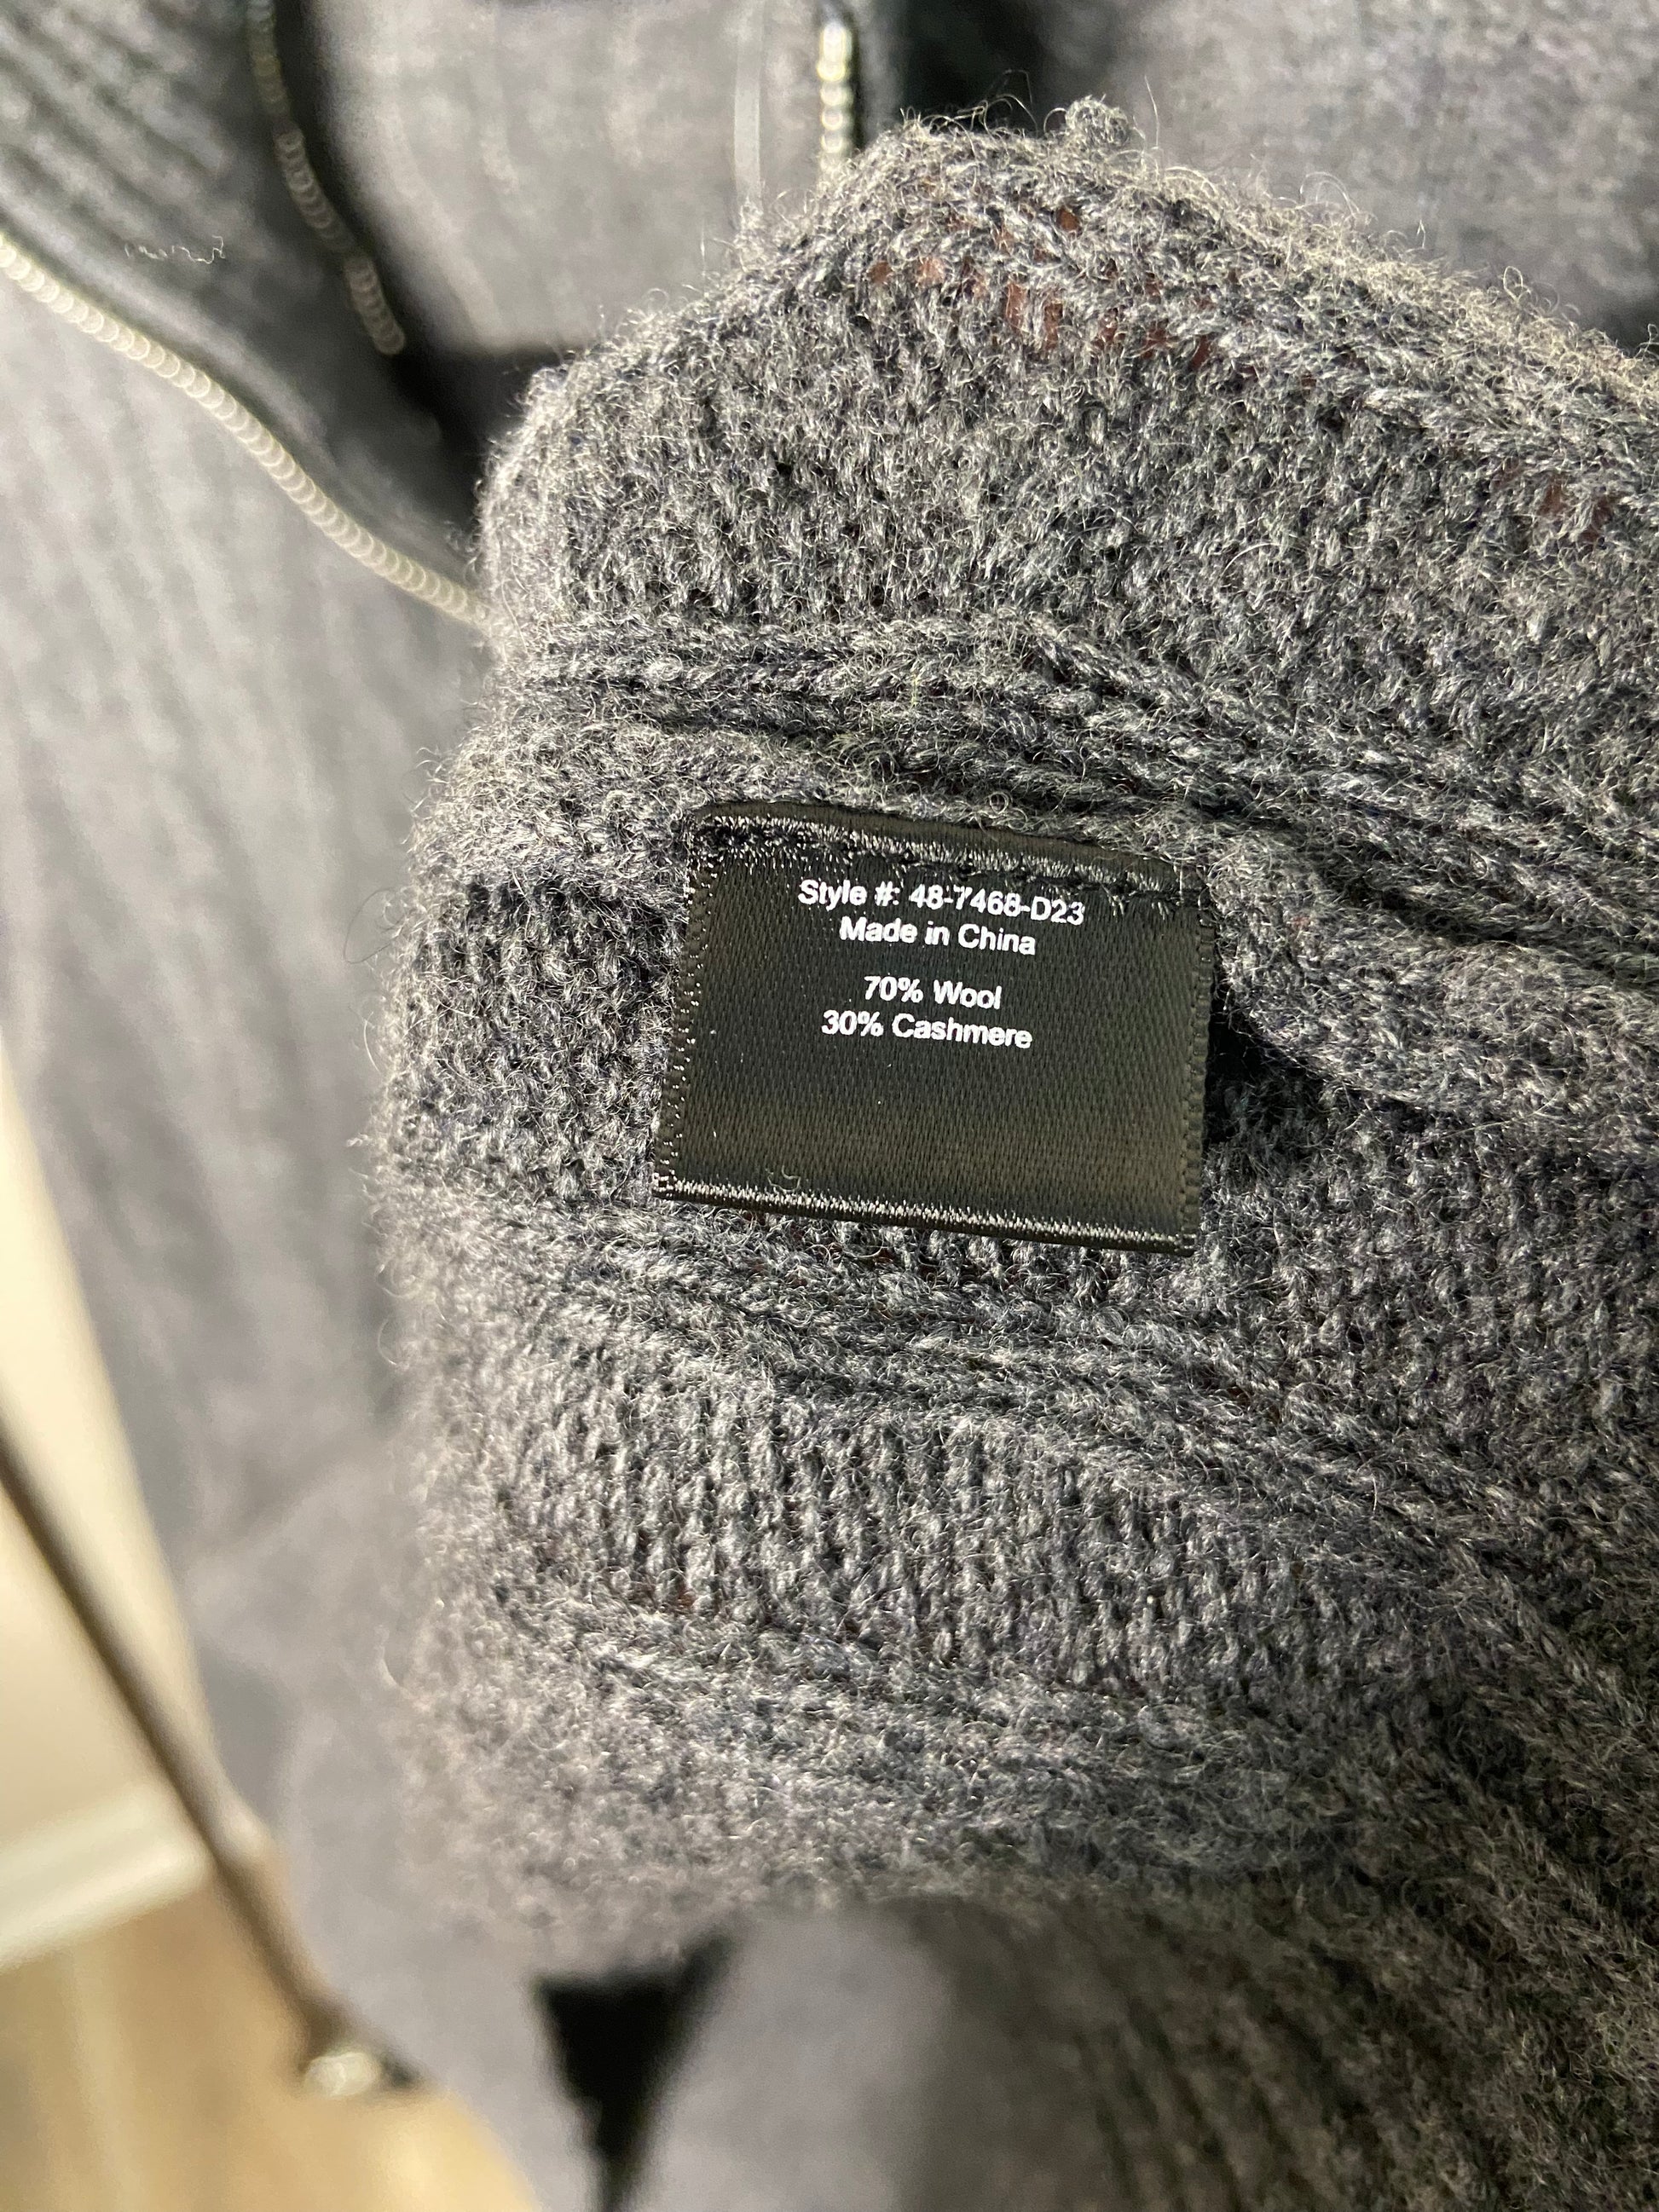 Style #: 48-7468-D23
Made in China
70% Wool
30% Cashmere